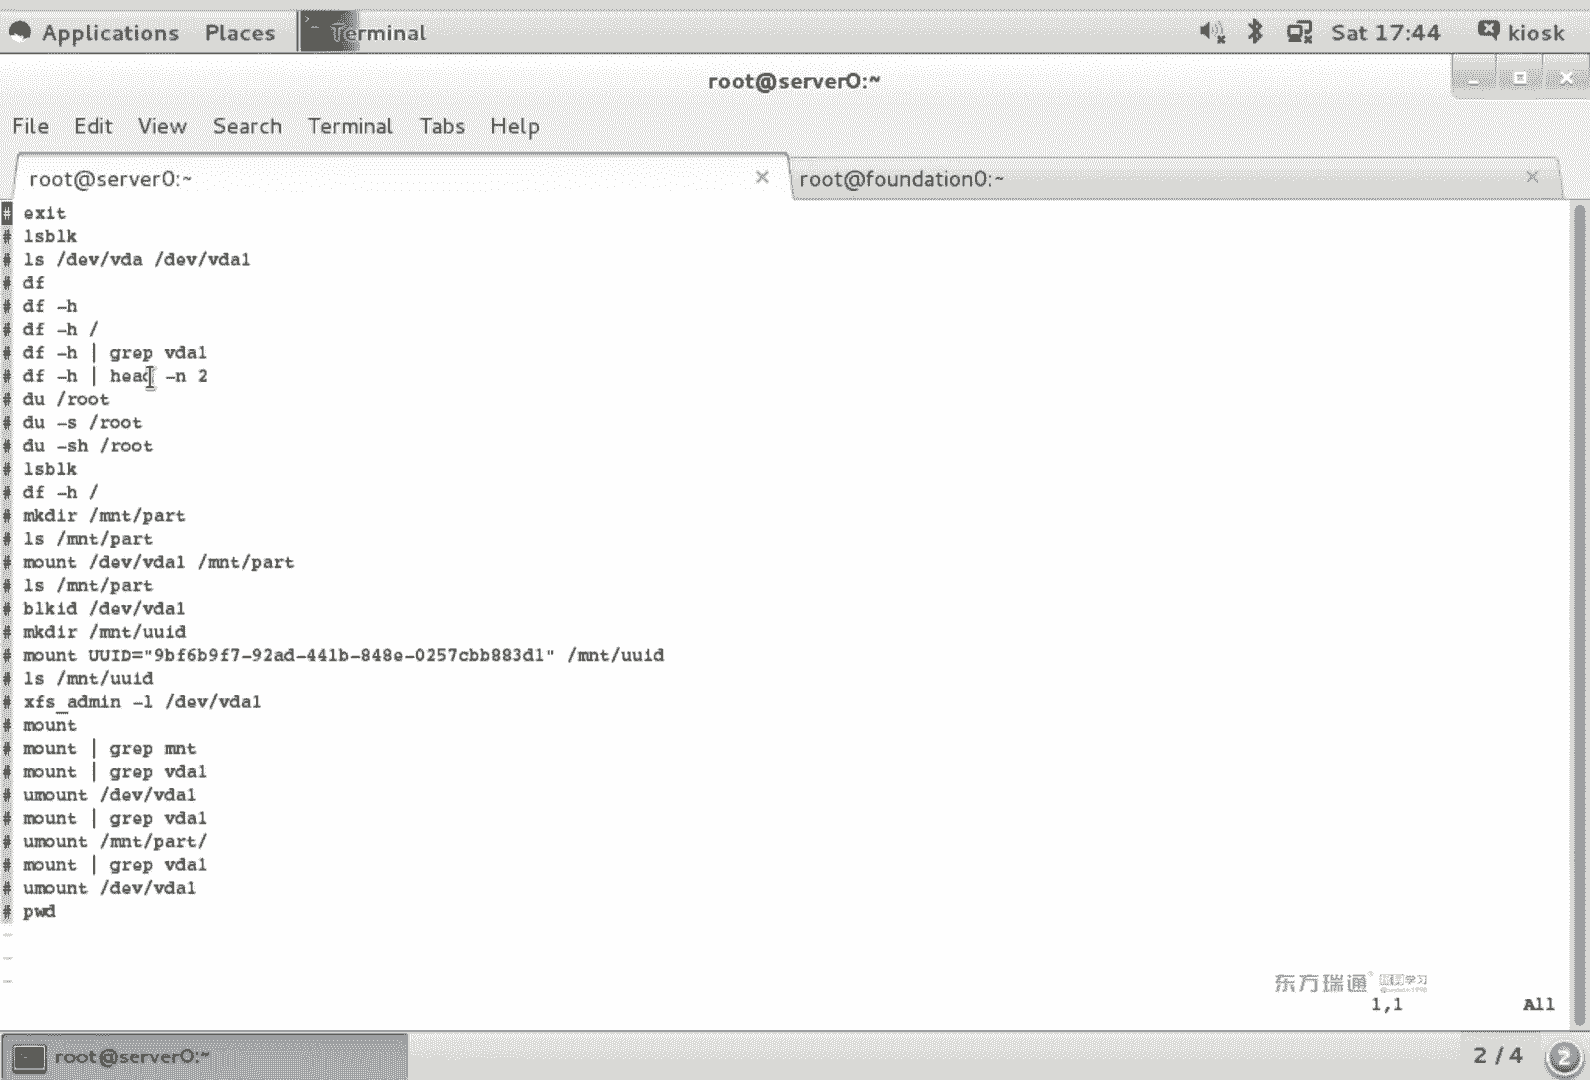 Applications Places Terminal Sat 17:44 kiosk
root@server0:~
File Edit View Search Terminal Tabs Help
root@server0:~ root@foundation0:~
# exit
# lsblk
# ls /dev/vda /dev/vda1
# df
# df -h
# df -h /
# df -h | grep vda1
# df -h | head -n 2
# du /root
# du -s /root
# du -sh /root
# lsblk
# df -h /
# mkdir /mnt/part
# ls /mnt/part
# mount /dev/vda1 /mnt/part
# ls /mnt/part
# blkid /dev/vda1
# mkdir /mnt/uuid
# mount UUID="9bf6b9f7-92ad-441b-848e-0257cbb883d1" /mnt/uuid
# ls /mnt/uuid
# xfs_admin -l /dev/vda1
# mount
# mount | grep mnt
# mount | grep vda1
# umount /dev/vda1
# mount | grep vda1
# umount /mnt/part/
# mount | grep vda1
# umount /dev/vda1
# pwd
~
~
~
东方瑞通 学习
1,1 All
root@server0:~ 2 / 4 2